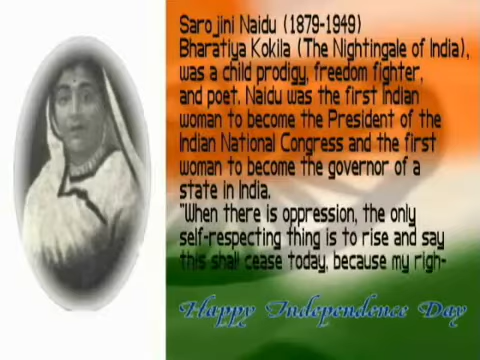 Sarojini Naidu (1879-1949)
Bharatiya Kokila (The Nightingale of India),
was a child prodigy, freedom fighter,
and poet. Naidu was the first Indian
woman to become the President of the
Indian National Congress and the first
woman to become the governor of a
state in India.
"When there is oppression, the only
self-respecting thing is to rise and say
this shall cease today, because my righ-
Happy Independence Day